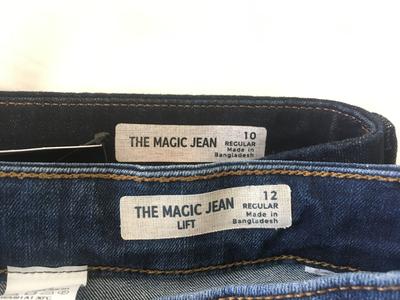 THE MAGIC JEAN
10
REGULAR
Made in
Bangladesh
THE MAGIC JEAN
LIFT
12
REGULAR
Made in
Bangladesh